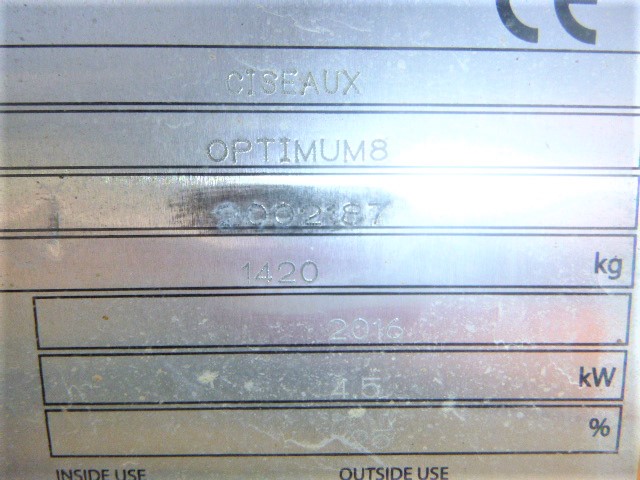 CE
CISEAUX
OPTIMUM8
1420 kg
2016
4.5 kW
%
INSIDE USE OUTSIDE USE